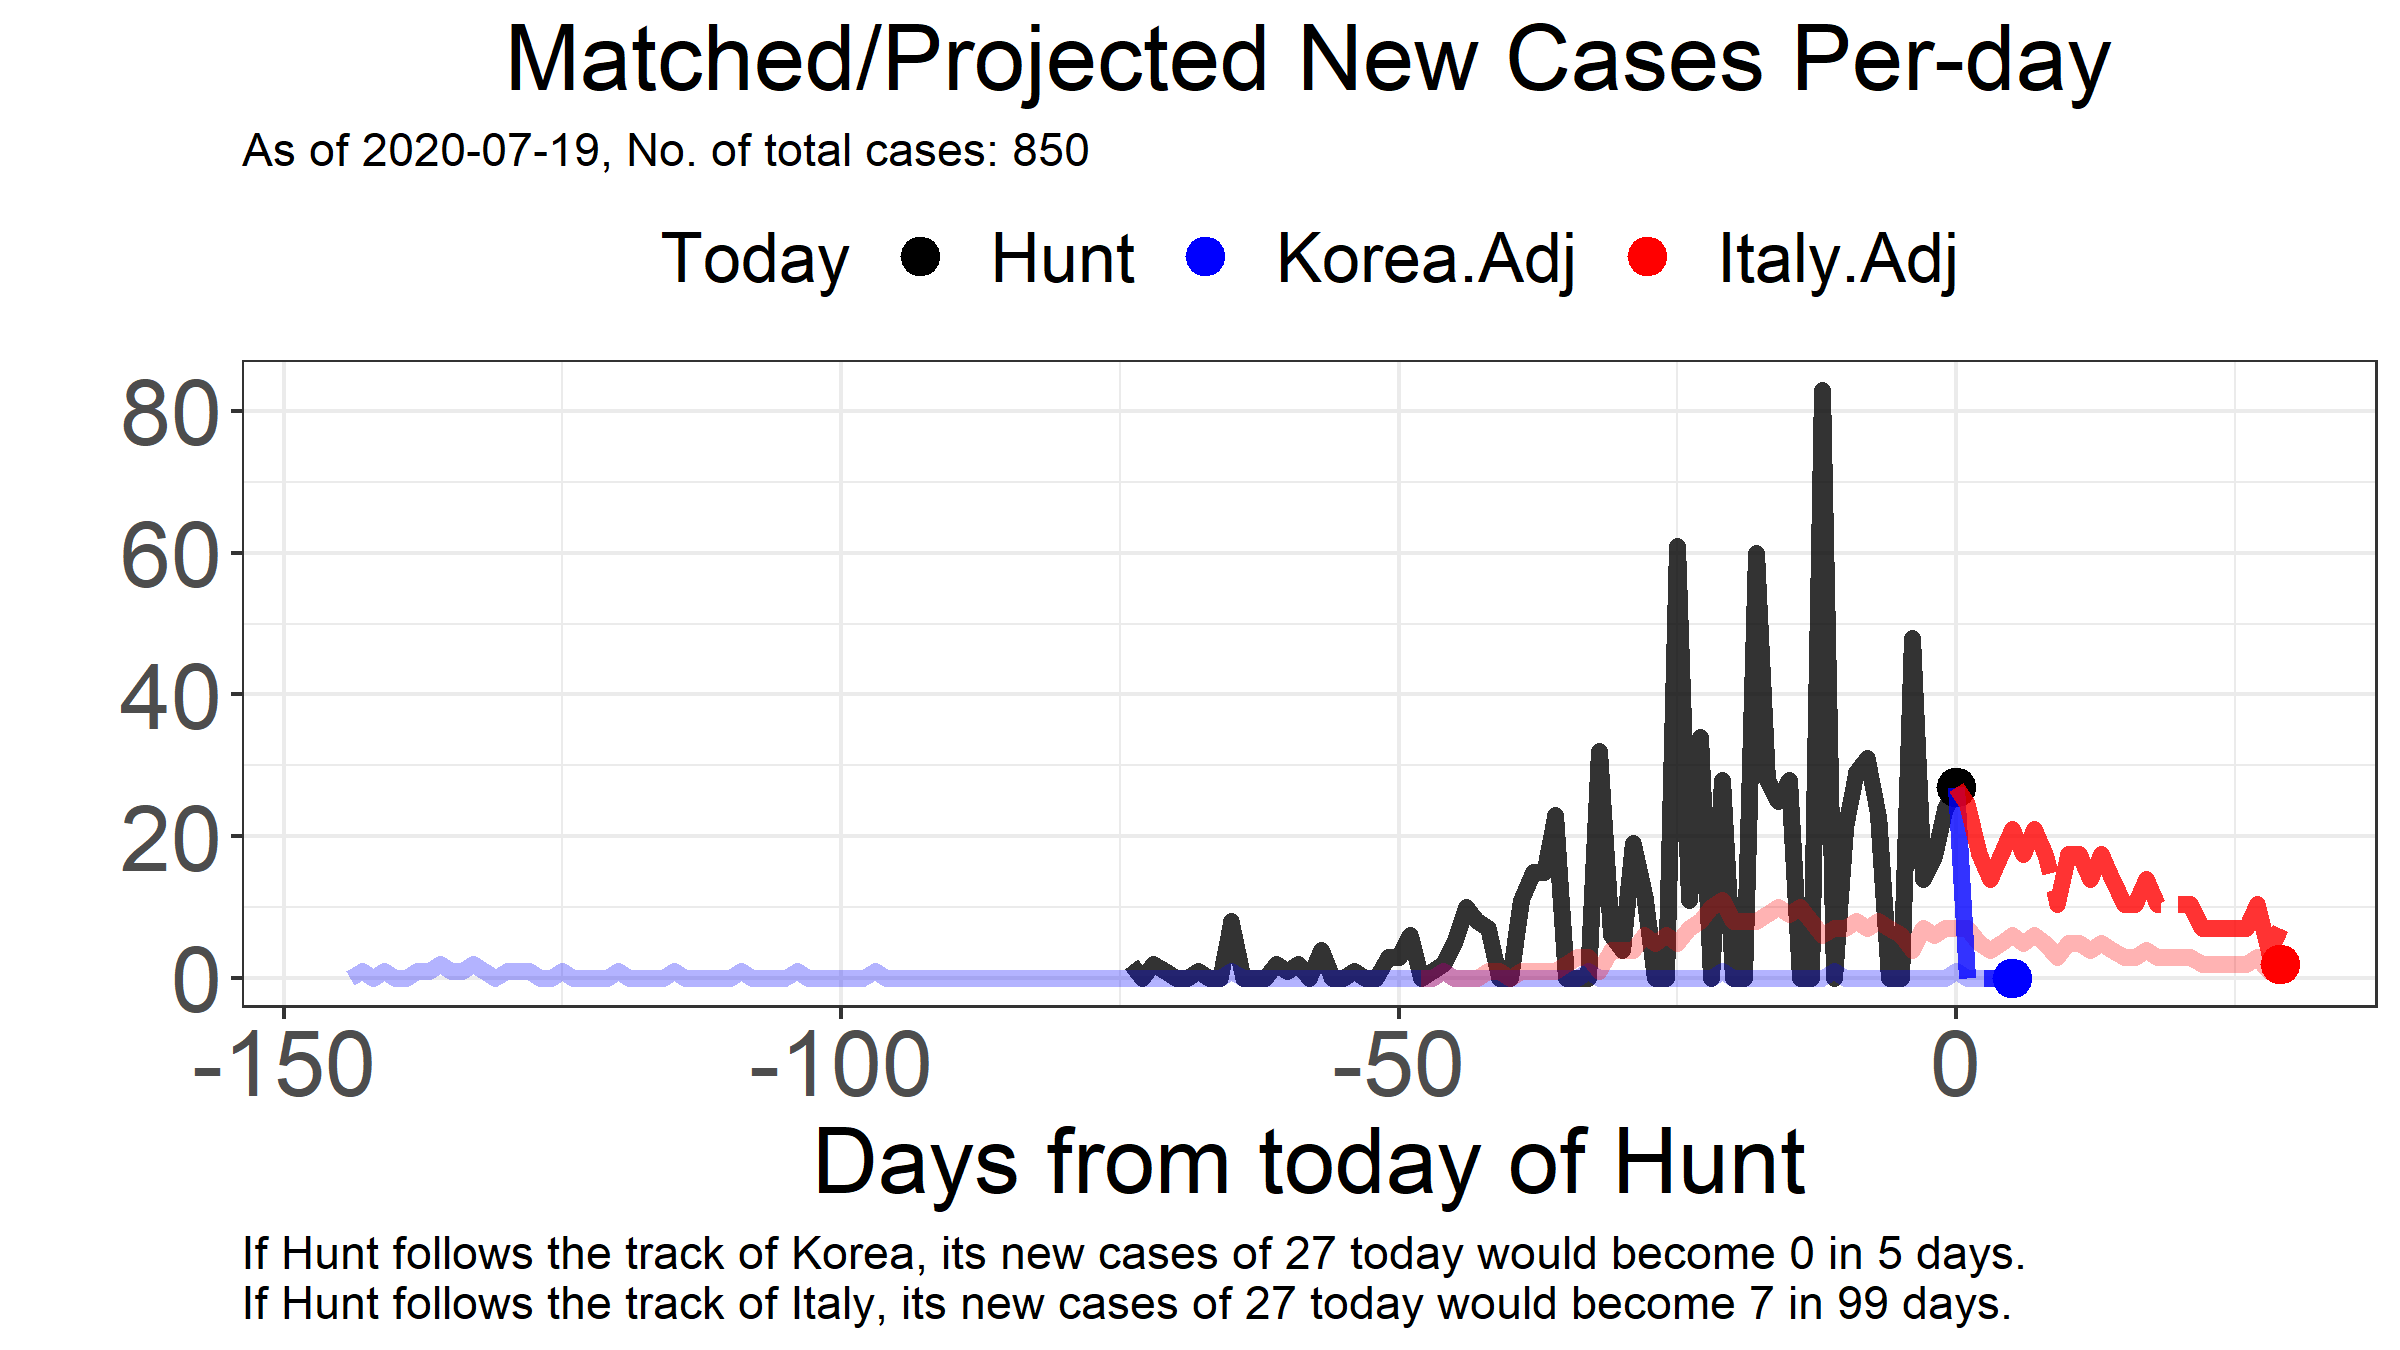 Matched/Projected New Cases Per-day
As of 2020-07-19, No. of total cases: 850
Today Hunt Korea.Adj Italy.Adj
80
60
40
20
0
-150 -100 -50 0
Days from today of Hunt
If Hunt follows the track of Korea, its new cases of 27 today would become 0 in 5 days.
If Hunt follows the track of Italy, its new cases of 27 today would become 7 in 99 days.